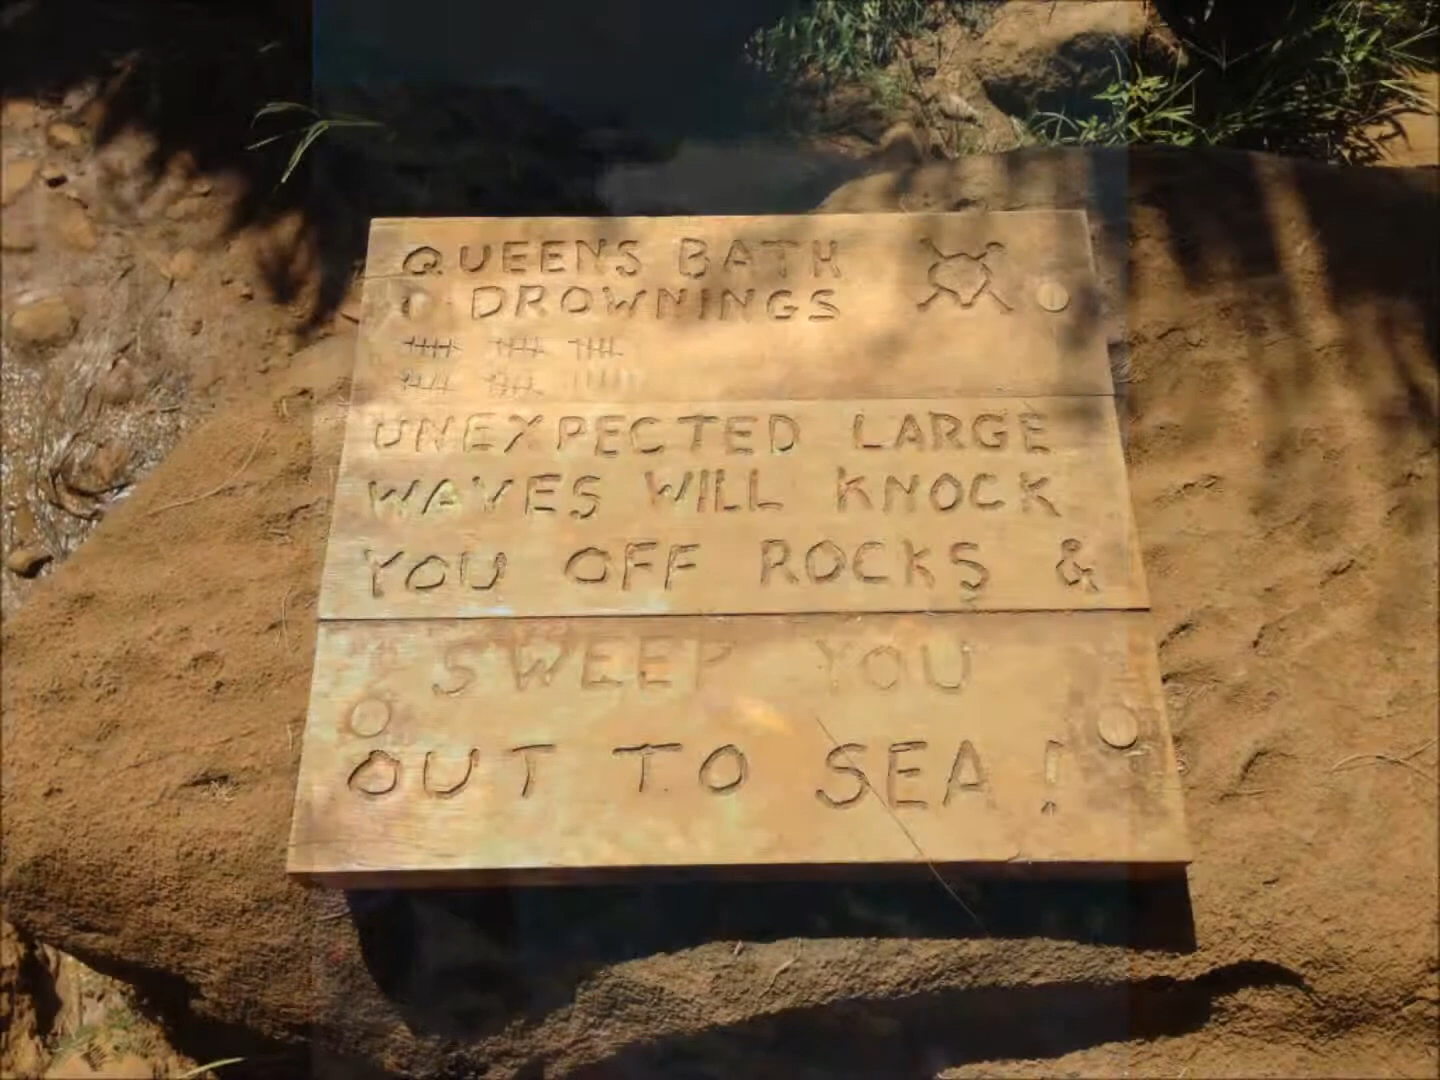 QUEENS BATH
DROWNINGS
UNEXPECTED LARGE
WAVES WILL KNOCK
YOU OFF ROCKS &
SWEEP YOU
OUT TO SEA !